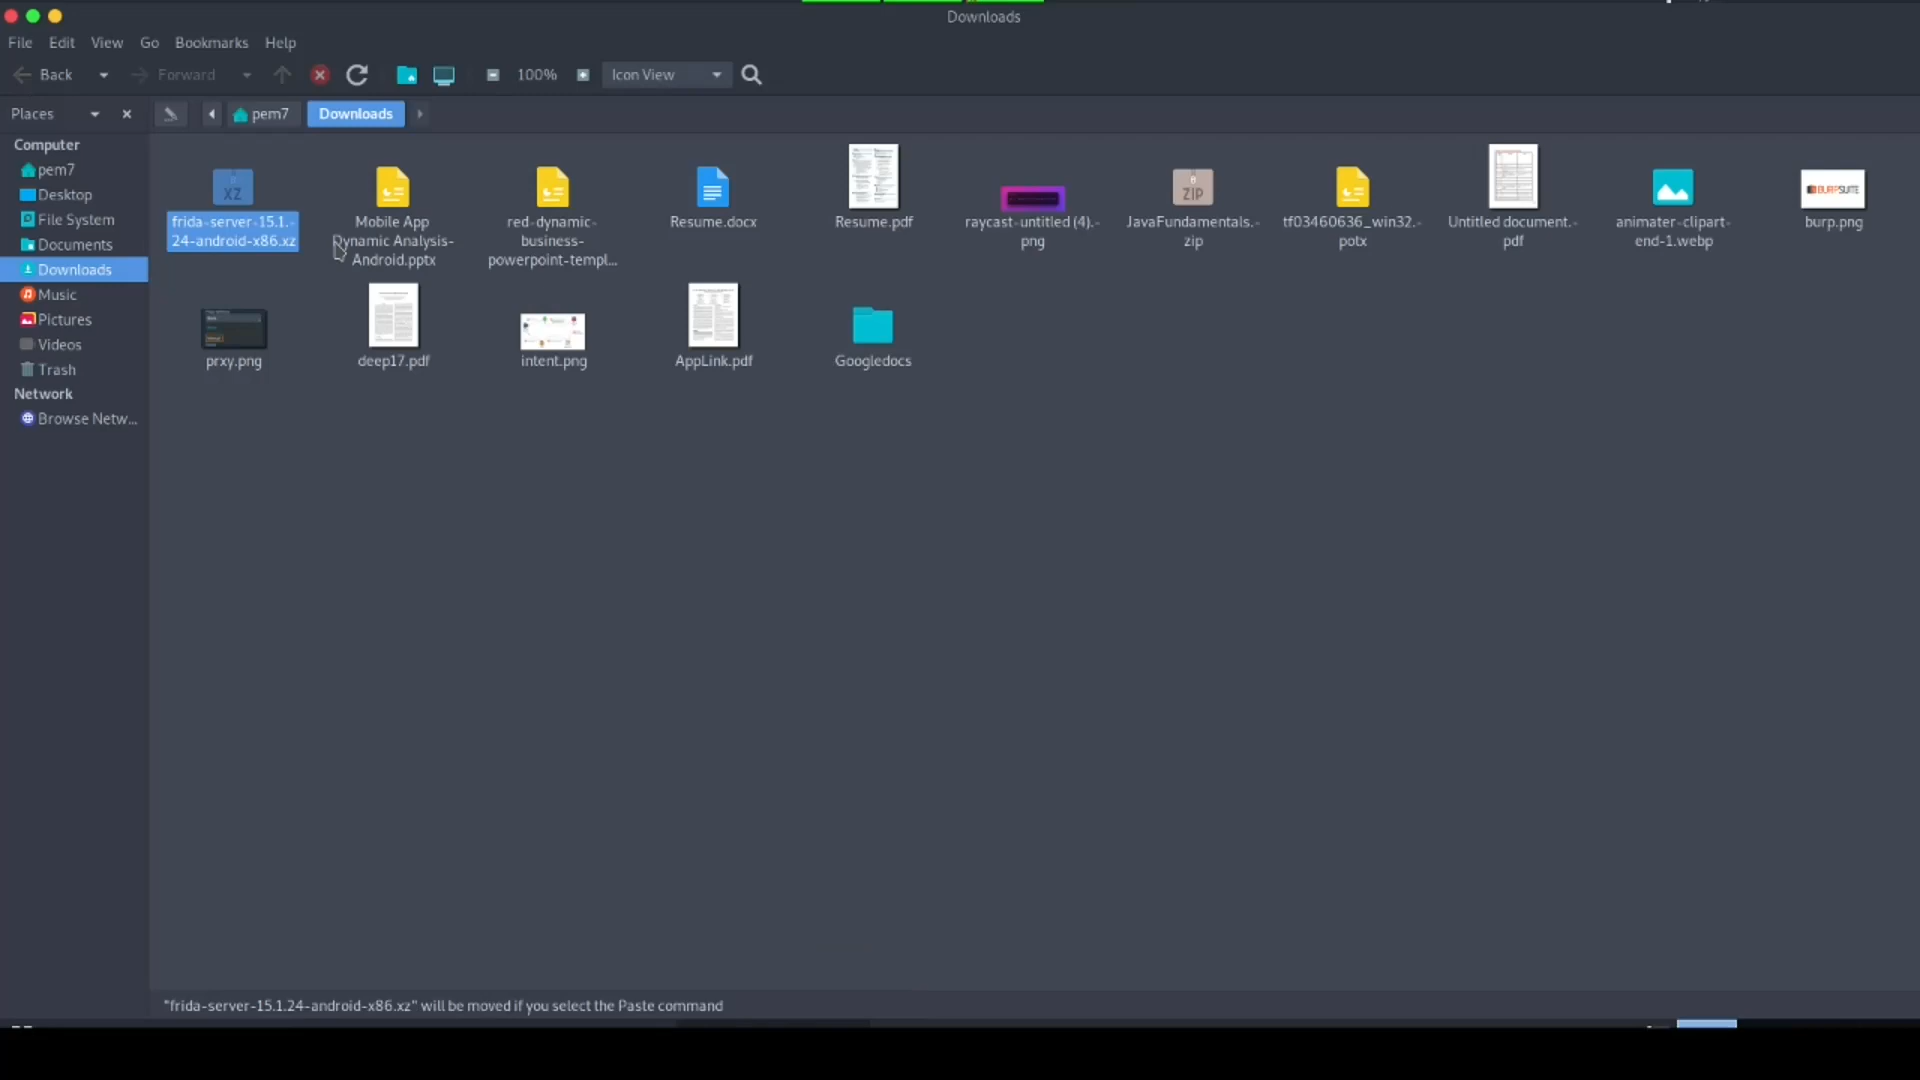 Downloads
File Edit View Go Bookmarks Help
Back Forward 100% Icon View
Places pem7 Downloads
Computer
pem7
Desktop
File System
Documents
Downloads
Music
Pictures
Videos
Trash
Network
Browse Netw...
XZ
frida-server-15.1.-
24-android-x86.xz
Mobile App
Dynamic Analysis-
Android.pptx
red-dynamic-
business-
powerpoint-templ...
Resume.docx
Resume.pdf
raycast-untitled (4).-
png
ZIP
JavaFundamentals.-
zip
tf03460636_win32.-
potx
Untitled document.-
pdf
animater-clipart-
end-1.webp
BURPSUITE
burp.png
prxy.png
deep17.pdf
intent.png
AppLink.pdf
Googledocs
"frida-server-15.1.24-android-x86.xz" will be moved if you select the Paste command